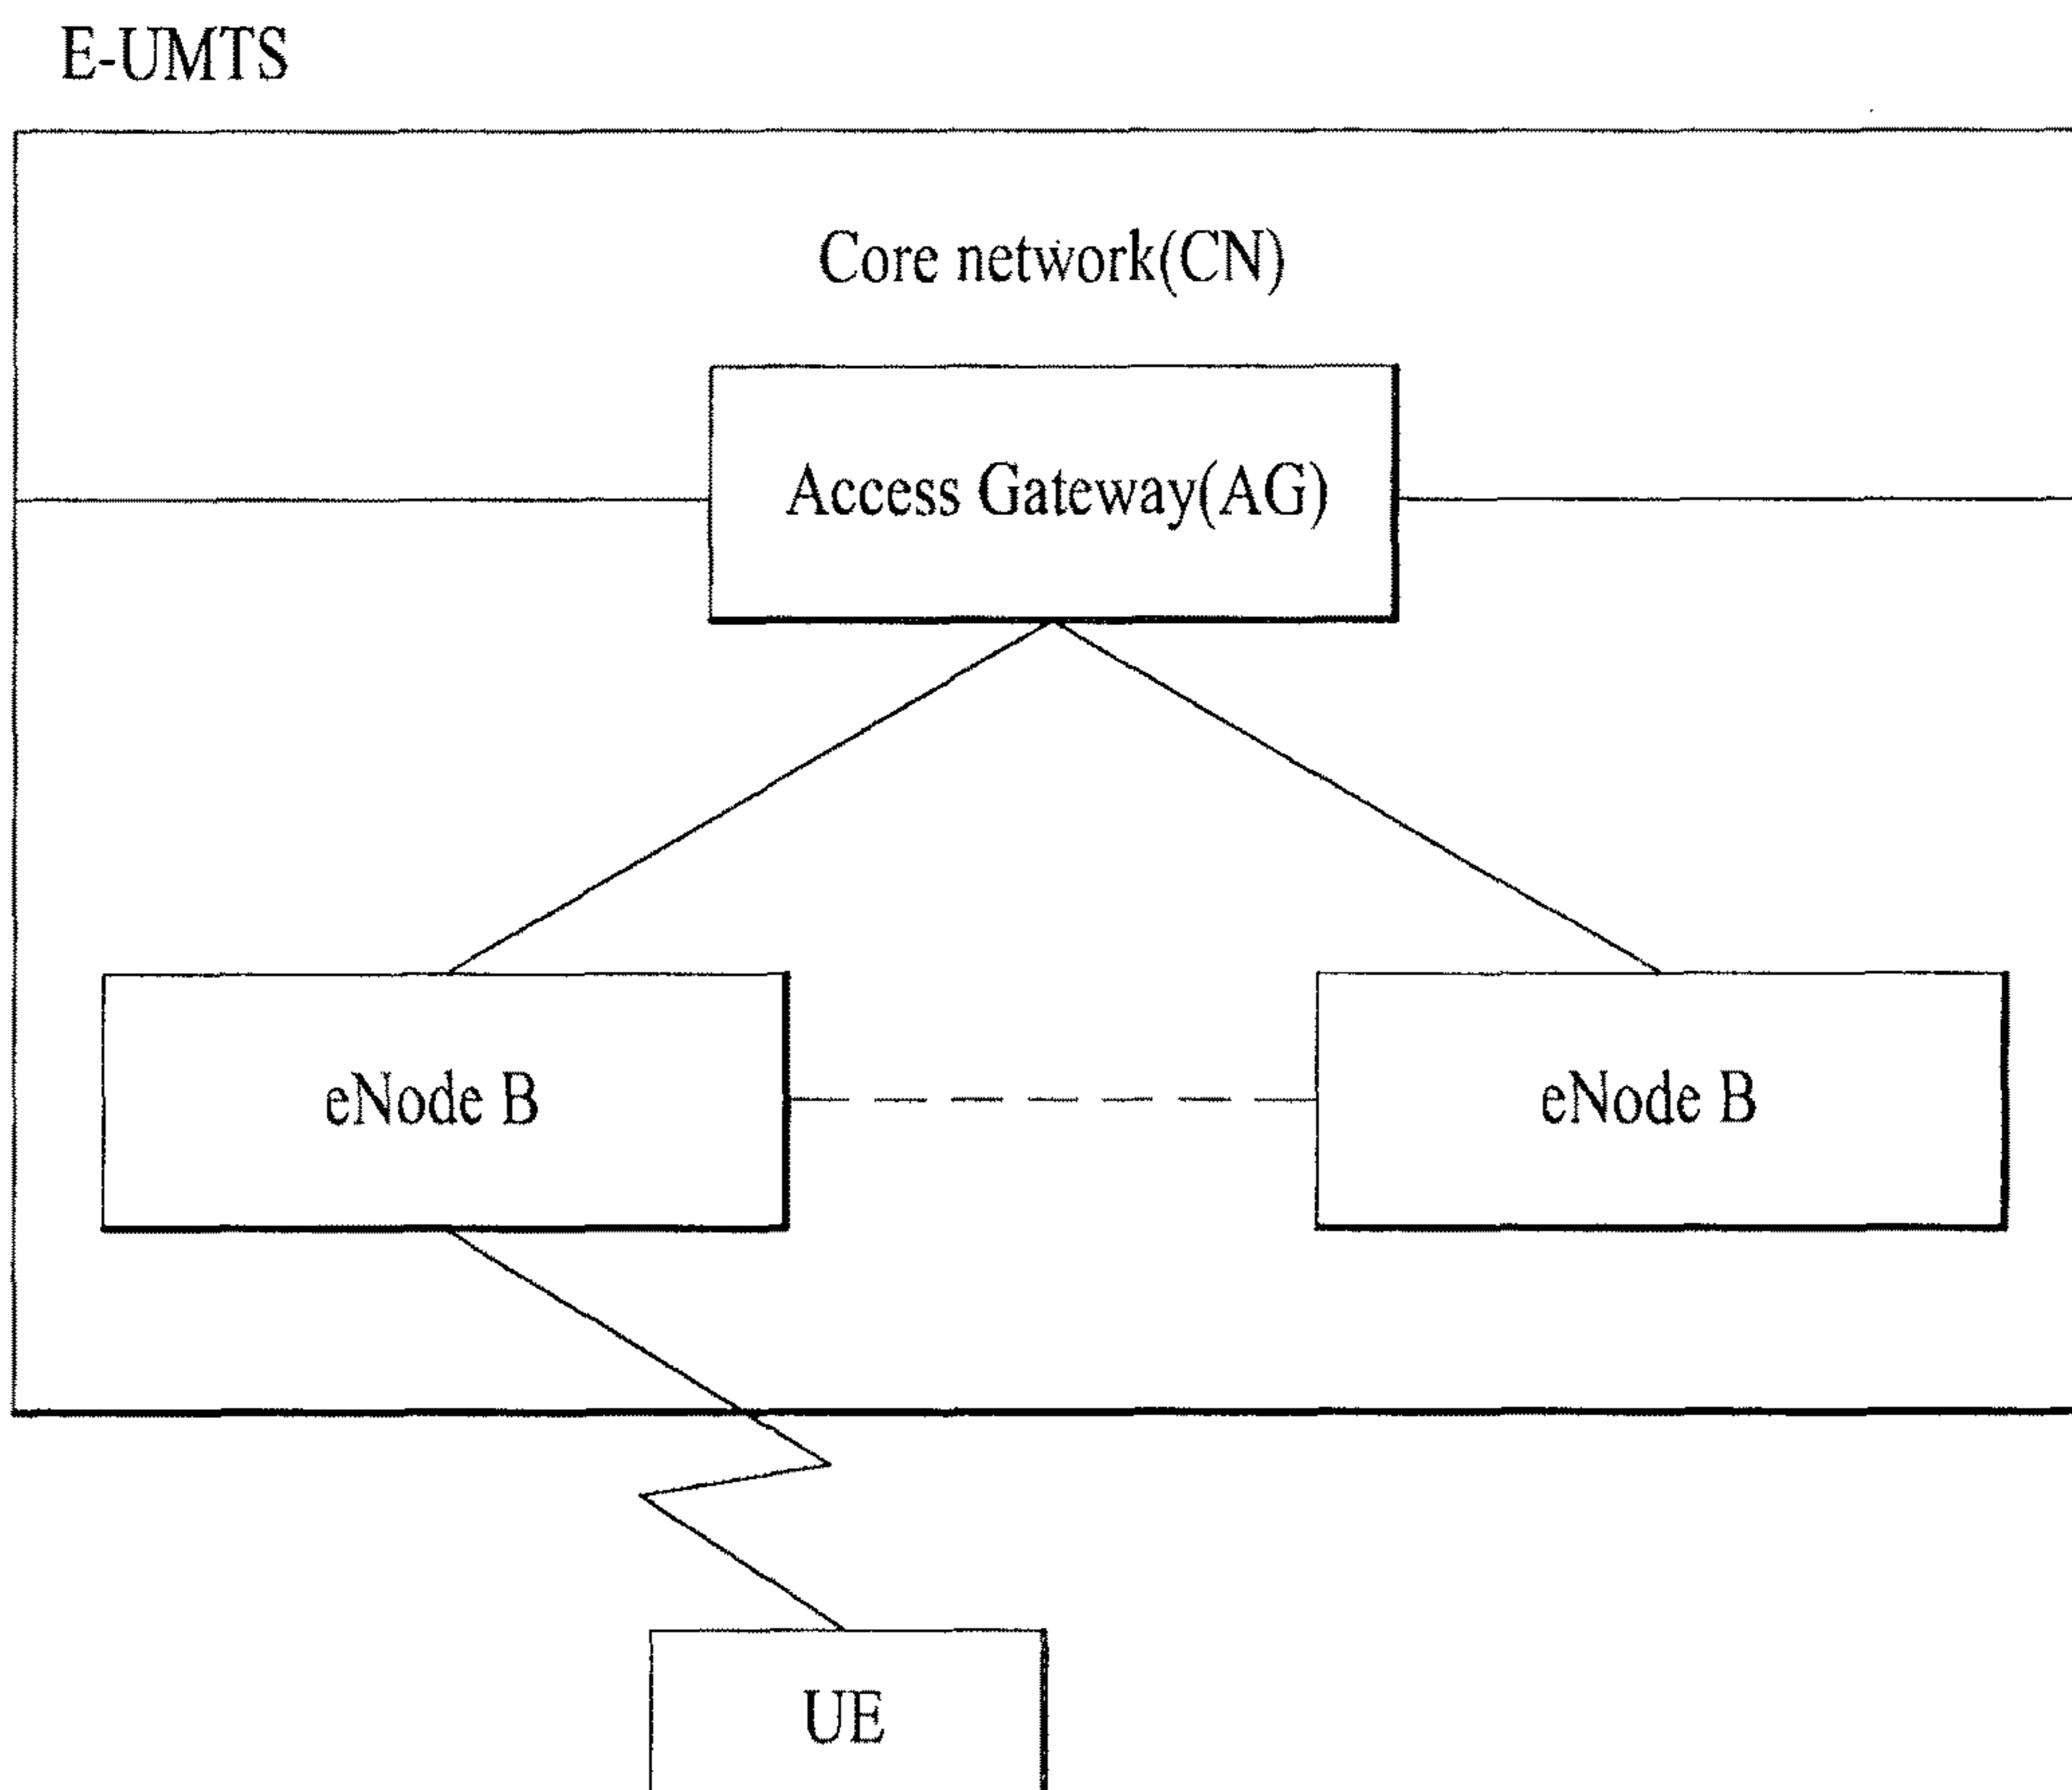 E-UMTS
Core network(CN)
Access Gateway(AG)
eNode B
eNode B
UE